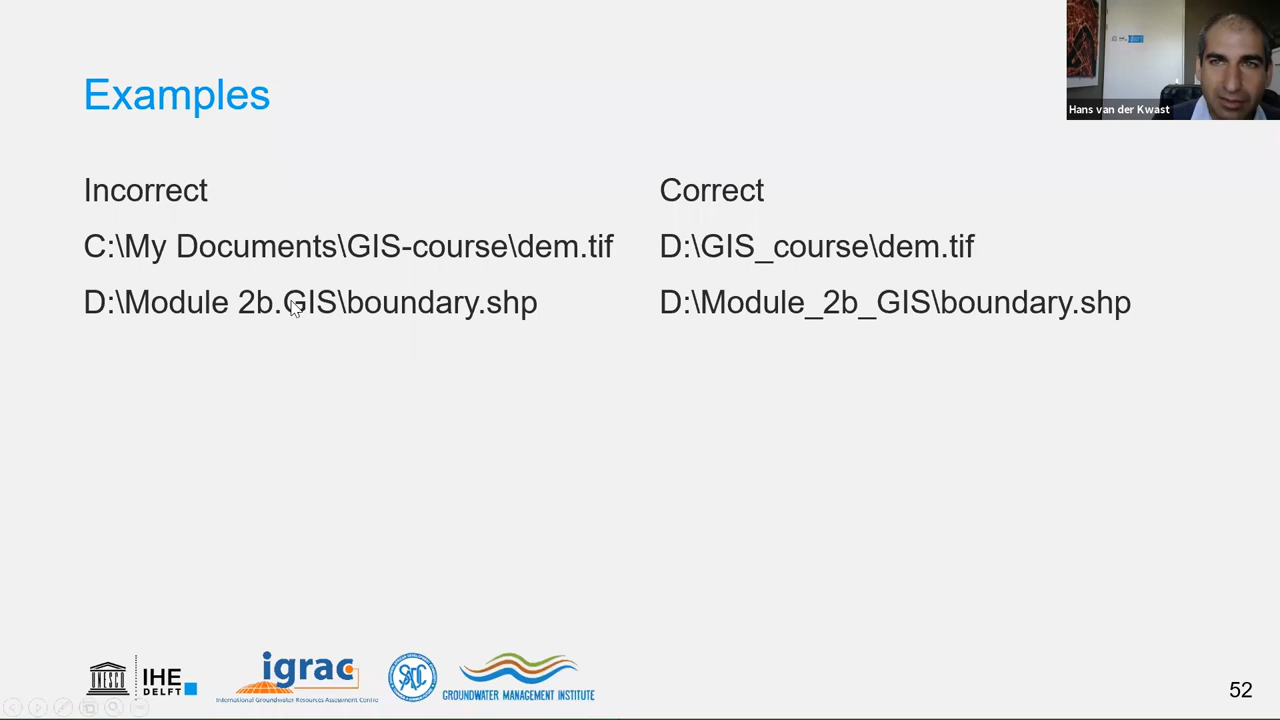 Examples
Hans van der Kwast
Incorrect
Correct
C:\My Documents\GIS-course\dem.tif
D:\GIS_course\dem.tif
D:\Module 2b.GIS\boundary.shp
D:\Module_2b_GIS\boundary.shp
UNESCO
IHE
DELFT
igrac
International Groundwater Resources Assessment Centre
GROUNDWATER MANAGEMENT INSTITUTE
52